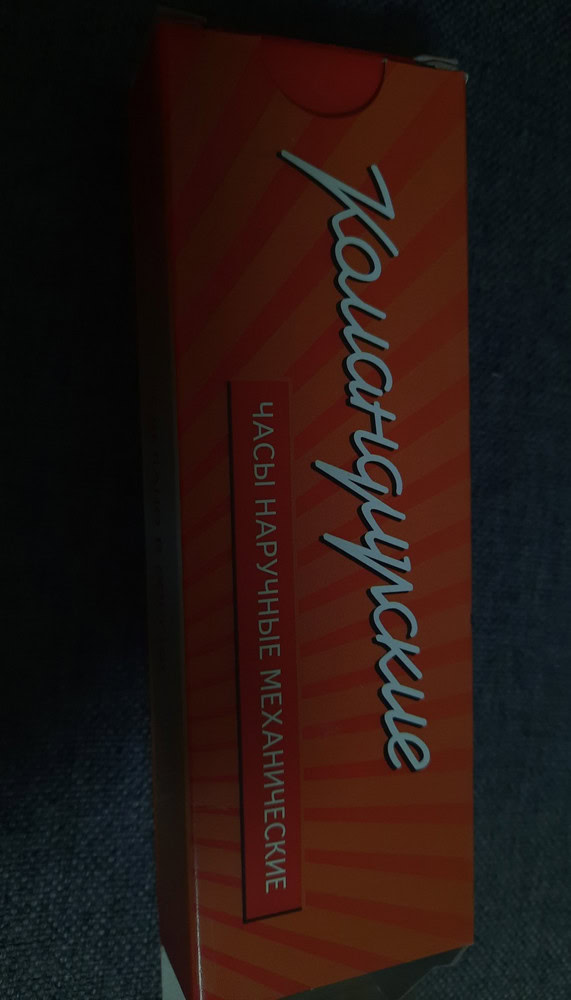 Командирские
ЧАСЫ НАРУЧНЫЕ МЕХАНИЧЕСКИЕ